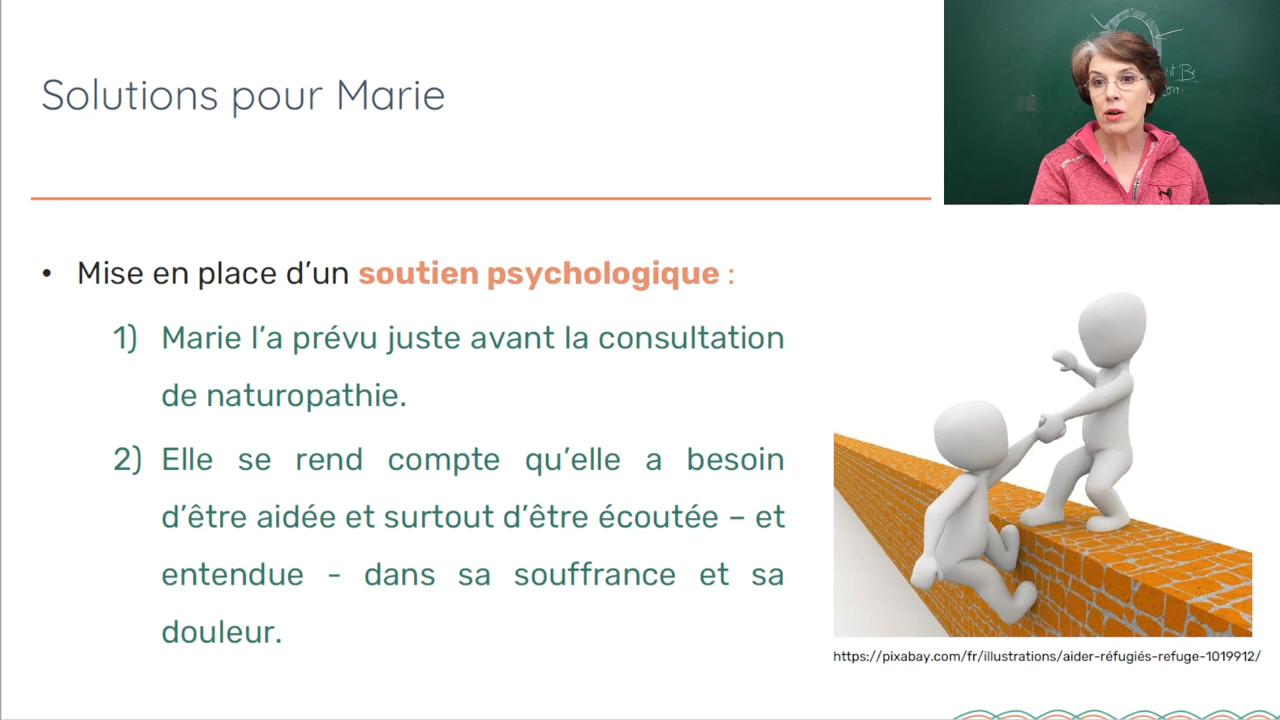 Solutions pour Marie
• Mise en place d’un soutien psychologique :
1) Marie l’a prévu juste avant la consultation
de naturopathie.
2) Elle se rend compte qu’elle a besoin
d’être aidée et surtout d’être écoutée – et
entendue - dans sa souffrance et sa
douleur.
https://pixabay.com/fr/illustrations/aider-réfugiés-refuge-1019912/